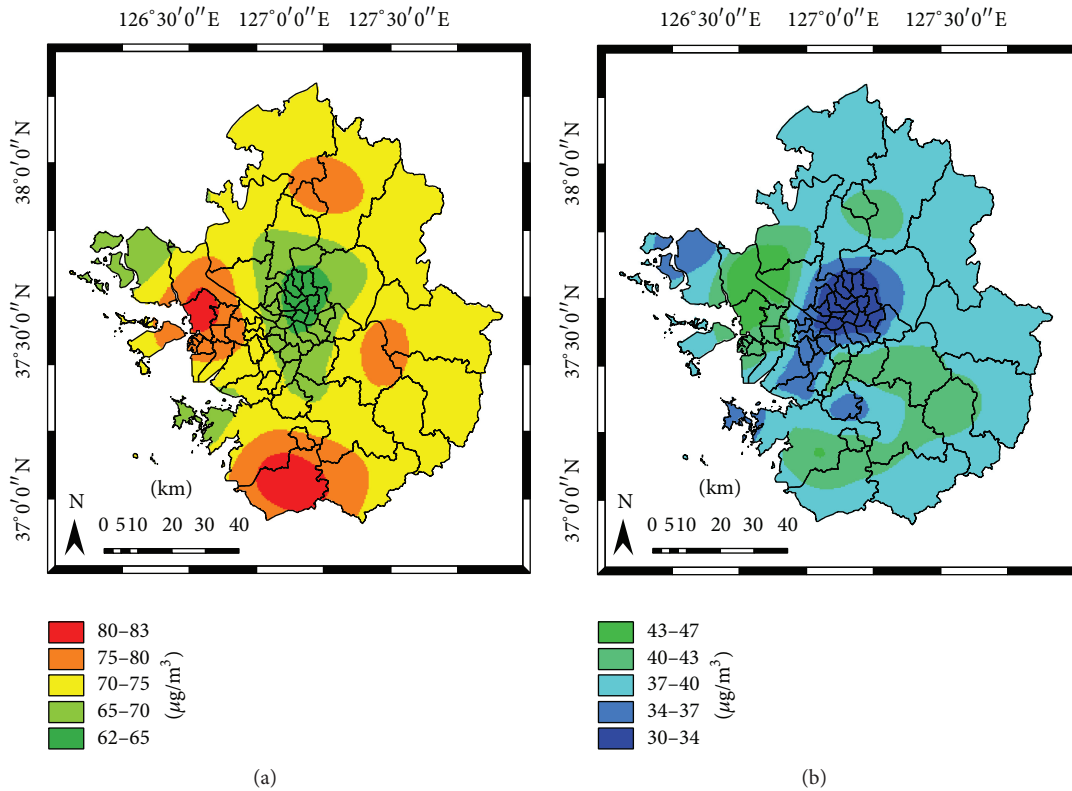 126°30′0″E 127°0′0″E 127°30′0″E
126°30′0″E 127°0′0″E 127°30′0″E
38°0′0″N
37°30′0″N
37°0′0″N
N
(km)
0 5 10 20 30 40
38°0′0″N
37°30′0″N
37°0′0″N
N
(km)
0 5 10 20 30 40
80–83
75–80
70–75
65–70
62–65
(μg/m³)
(a)
43–47
40–43
37–40
34–37
30–34
(μg/m³)
(b)